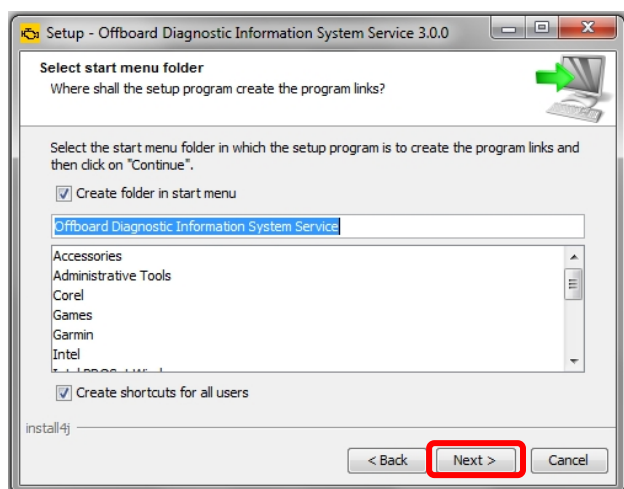 Setup - Offboard Diagnostic Information System Service 3.0.0
Select start menu folder
Where shall the setup program create the program links?
Select the start menu folder in which the setup program is to create the program links and
then click on "Continue".
Create folder in start menu
Offboard Diagnostic Information System Service
Accessories
Administrative Tools
Corel
Games
Garmin
Intel
Create shortcuts for all users
install4j
< Back
Next >
Cancel